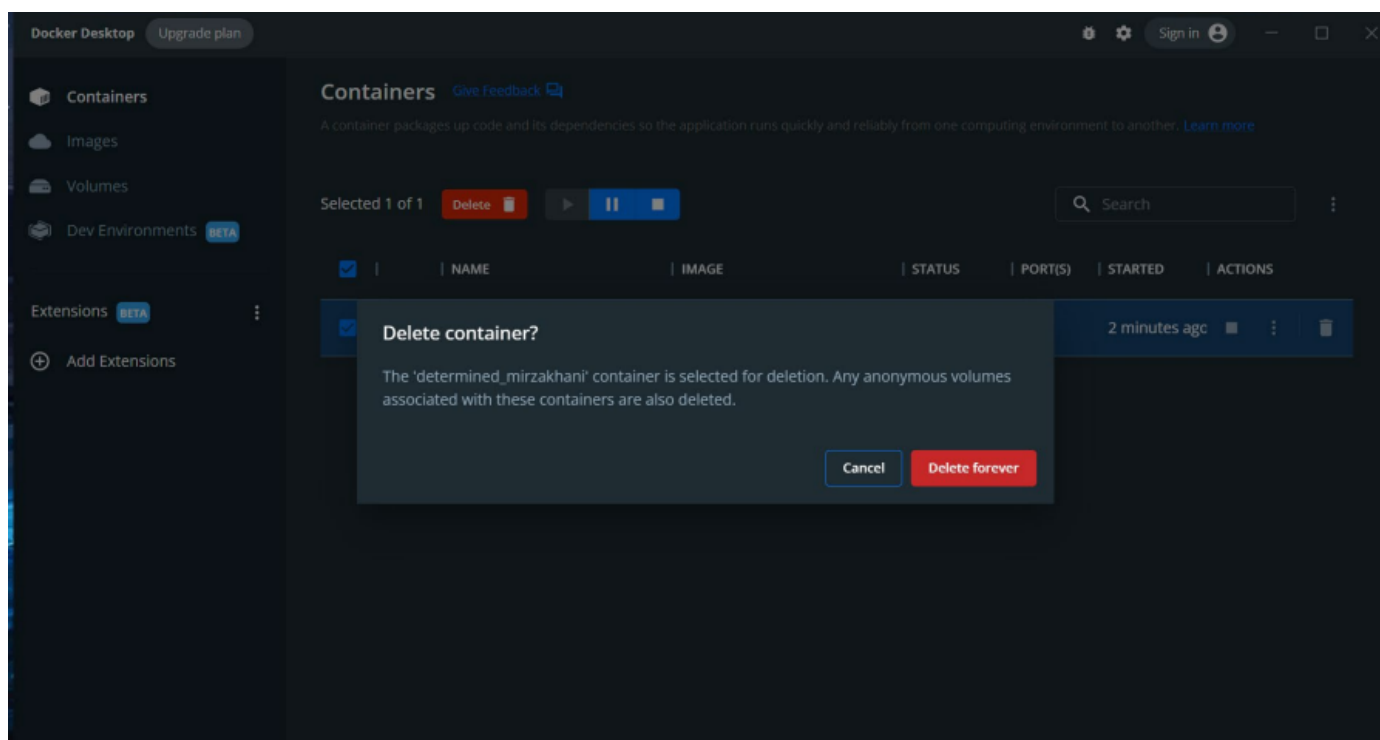 Docker Desktop Upgrade plan Sign in
Containers
Images
Volumes
Dev Environments BETA
Extensions BETA
Add Extensions
Containers Give Feedback
A container packages up code and its dependencies so the application runs quickly and reliably from one computing environment to another. Learn more
Selected 1 of 1 Delete Search
NAME IMAGE STATUS PORT(S) STARTED ACTIONS
2 minutes ago
Delete container?
The 'determined_mirzakhani' container is selected for deletion. Any anonymous volumes
associated with these containers are also deleted.
Cancel Delete forever